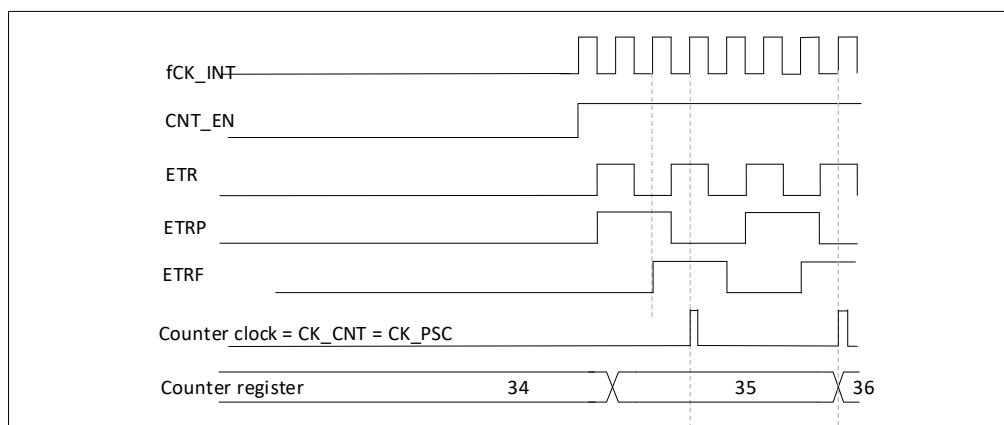 fCK_INT
CNT_EN
ETR
ETRP
ETRF
Counter clock = CK_CNT = CK_PSC
Counter register 34 35 36